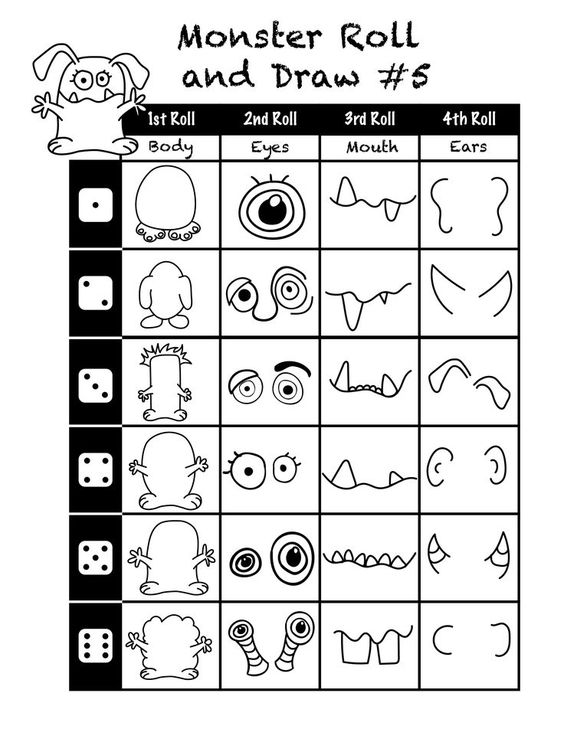 Monster Roll
and Draw #5
1st Roll 2nd Roll 3rd Roll 4th Roll
Body Eyes Mouth Ears